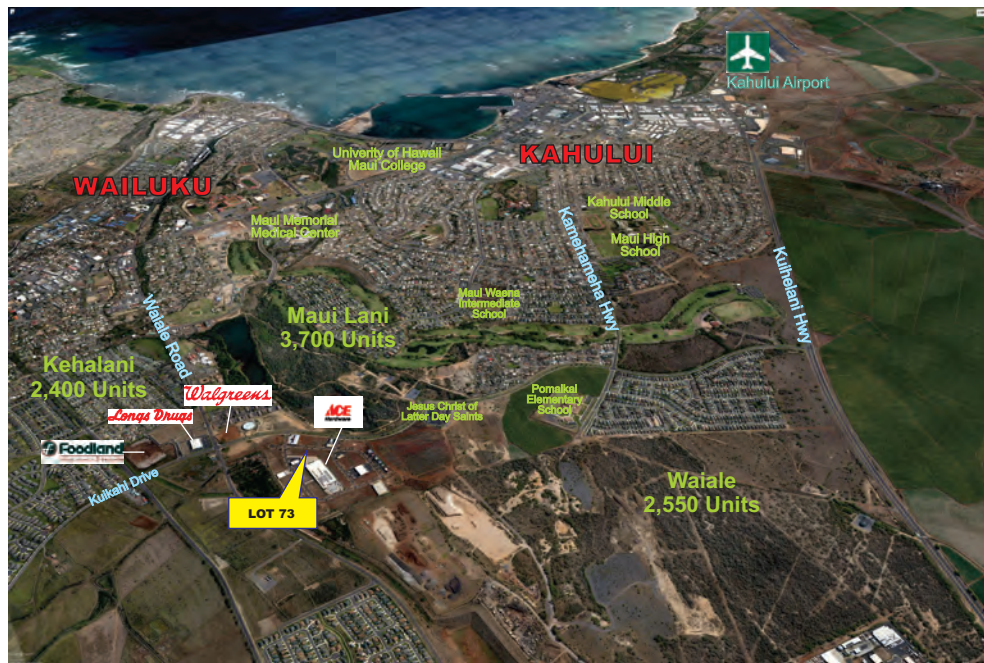 Kahului Airport
Univerity of Hawaii
Maui College
KAHULUI
WAILUKU
Kahului Middle
School
Maui Memorial
Medical Center
Maui High
School
Kamehameha Hwy
Kuihelani Hwy
Maui Waena
Intermediate
School
Waiale Road
Maui Lani
3,700 Units
Kehalani
2,400 Units
Walgreens
Longs Drugs
ACE
Hardware
Jesus Christ of
Latter Day Saints
Pomaikai
Elementary
School
Foodland
Kuikahi Drive
LOT 73
Waiale
2,550 Units